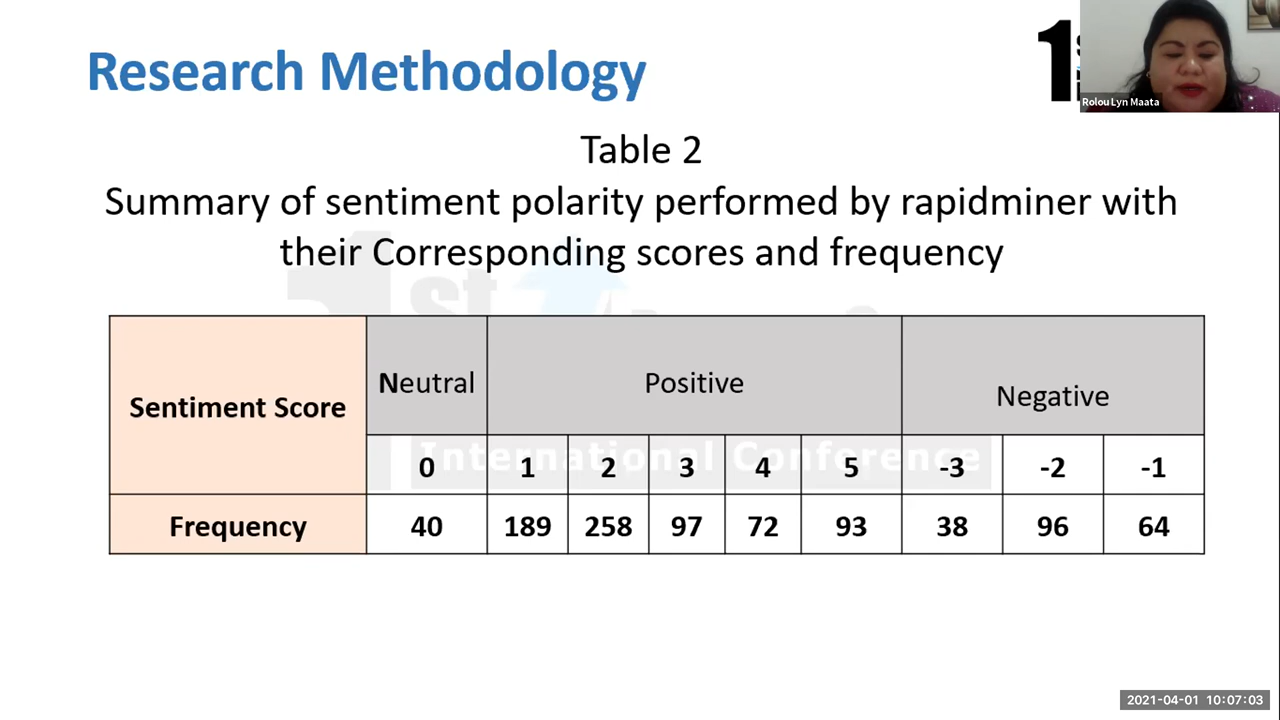 Research Methodology
1
Rolou Lyn Maata
Table 2
Summary of sentiment polarity performed by rapidminer with
their Corresponding scores and frequency
1st
Sentiment Score
Neutral
Positive
Negative
International Conference
0 1 2 3 4 5 -3 -2 -1
Frequency 40 189 258 97 72 93 38 96 64
2021-04-01 10:07:03